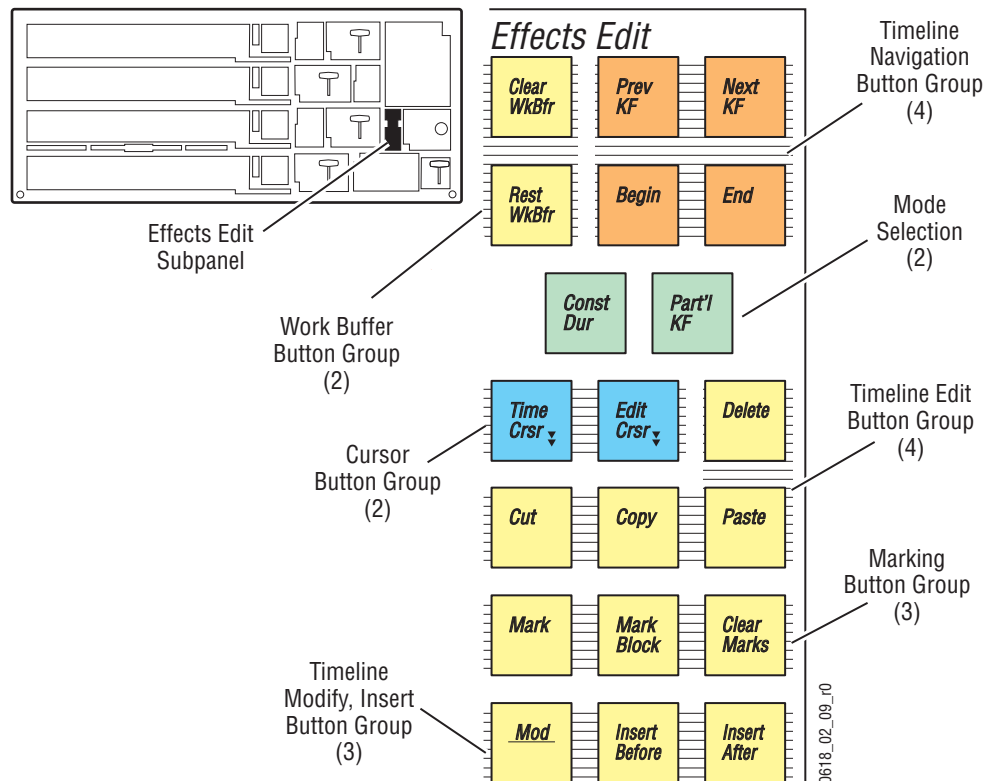 Effects Edit
Clear
WkBfr
Prev
KF
Next
KF
Timeline
Navigation
Button Group
(4)
Rest
WkBfr
Begin
End
Effects Edit
Subpanel
Mode
Selection
(2)
Const
Dur
Part'l
KF
Work Buffer
Button Group
(2)
Time
Crsr
Edit
Crsr
Delete
Timeline Edit
Button Group
(4)
Cursor
Button Group
(2)
Cut
Copy
Paste
Marking
Button Group
(3)
Mark
Mark
Block
Clear
Marks
Timeline
Modify, Insert
Button Group
(3)
Mod
Insert
Before
Insert
After
0618_02_09_r0